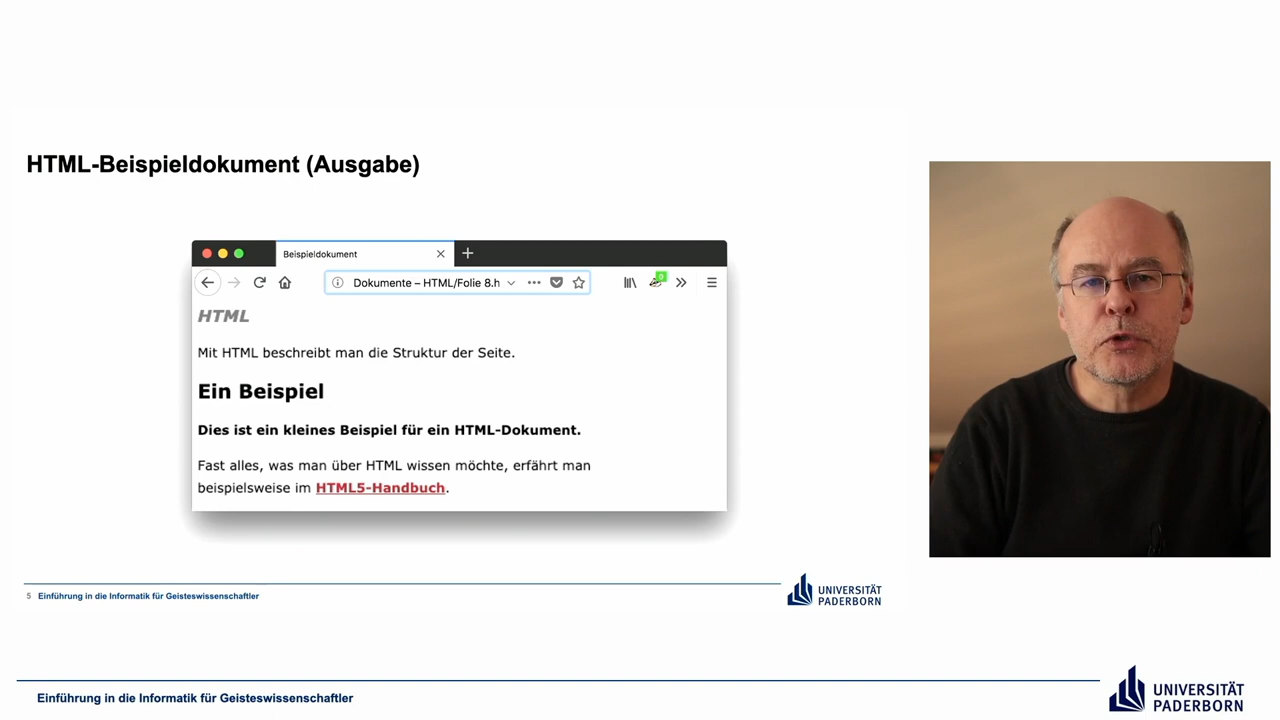 HTML-Beispieldokument (Ausgabe)
Beispieldokument
Dokumente – HTML/Folie 8.h
0
HTML
Mit HTML beschreibt man die Struktur der Seite.
Ein Beispiel
Dies ist ein kleines Beispiel für ein HTML-Dokument.
Fast alles, was man über HTML wissen möchte, erfährt man
beispielsweise im HTML5-Handbuch.
5 Einführung in die Informatik für Geisteswissenschaftler
UNIVERSITÄT
PADERBORN
Einführung in die Informatik für Geisteswissenschaftler
UNIVERSITÄT
PADERBORN